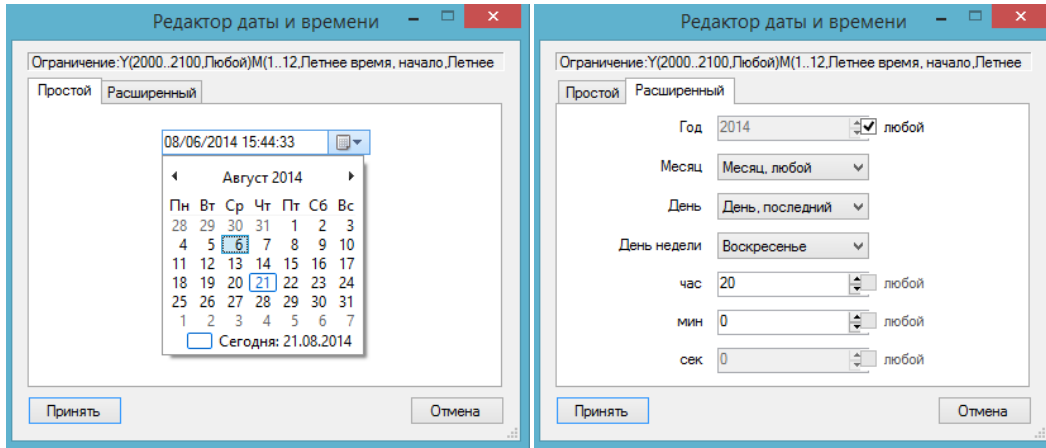 Редактор даты и времени
Ограничение:Y(2000..2100,Любой)M(1..12,Летнее время, начало,Летнее
Простой Расширенный
08/06/2014 15:44:33
Август 2014
Пн Вт Ср Чт Пт Сб Вс
28 29 30 31 1 2 3
4 5 6 7 8 9 10
11 12 13 14 15 16 17
18 19 20 21 22 23 24
25 26 27 28 29 30 31
1 2 3 4 5 6 7
Сегодня: 21.08.2014
Принять Отмена
Редактор даты и времени
Ограничение:Y(2000..2100,Любой)M(1..12,Летнее время, начало,Летнее
Простой Расширенный
Год 2014 любой
Месяц Месяц, любой
День День, последний
День недели Воскресенье
час 20 любой
мин 0 любой
сек 0 любой
Принять Отмена